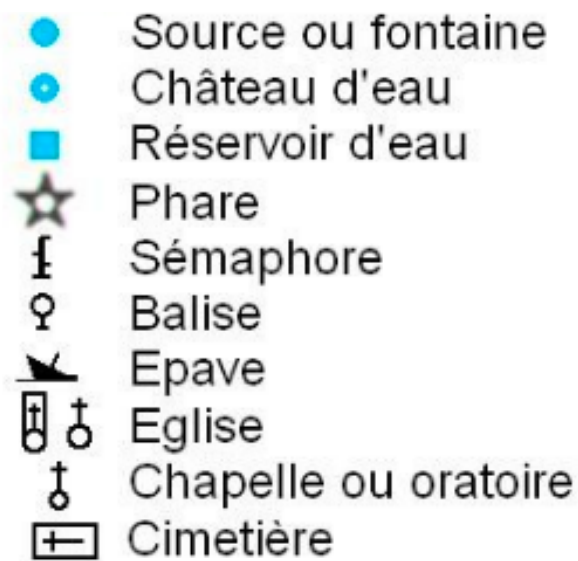 Source ou fontaine
Château d'eau
Réservoir d'eau
Phare
Sémaphore
Balise
Epave
Eglise
Chapelle ou oratoire
Cimetière